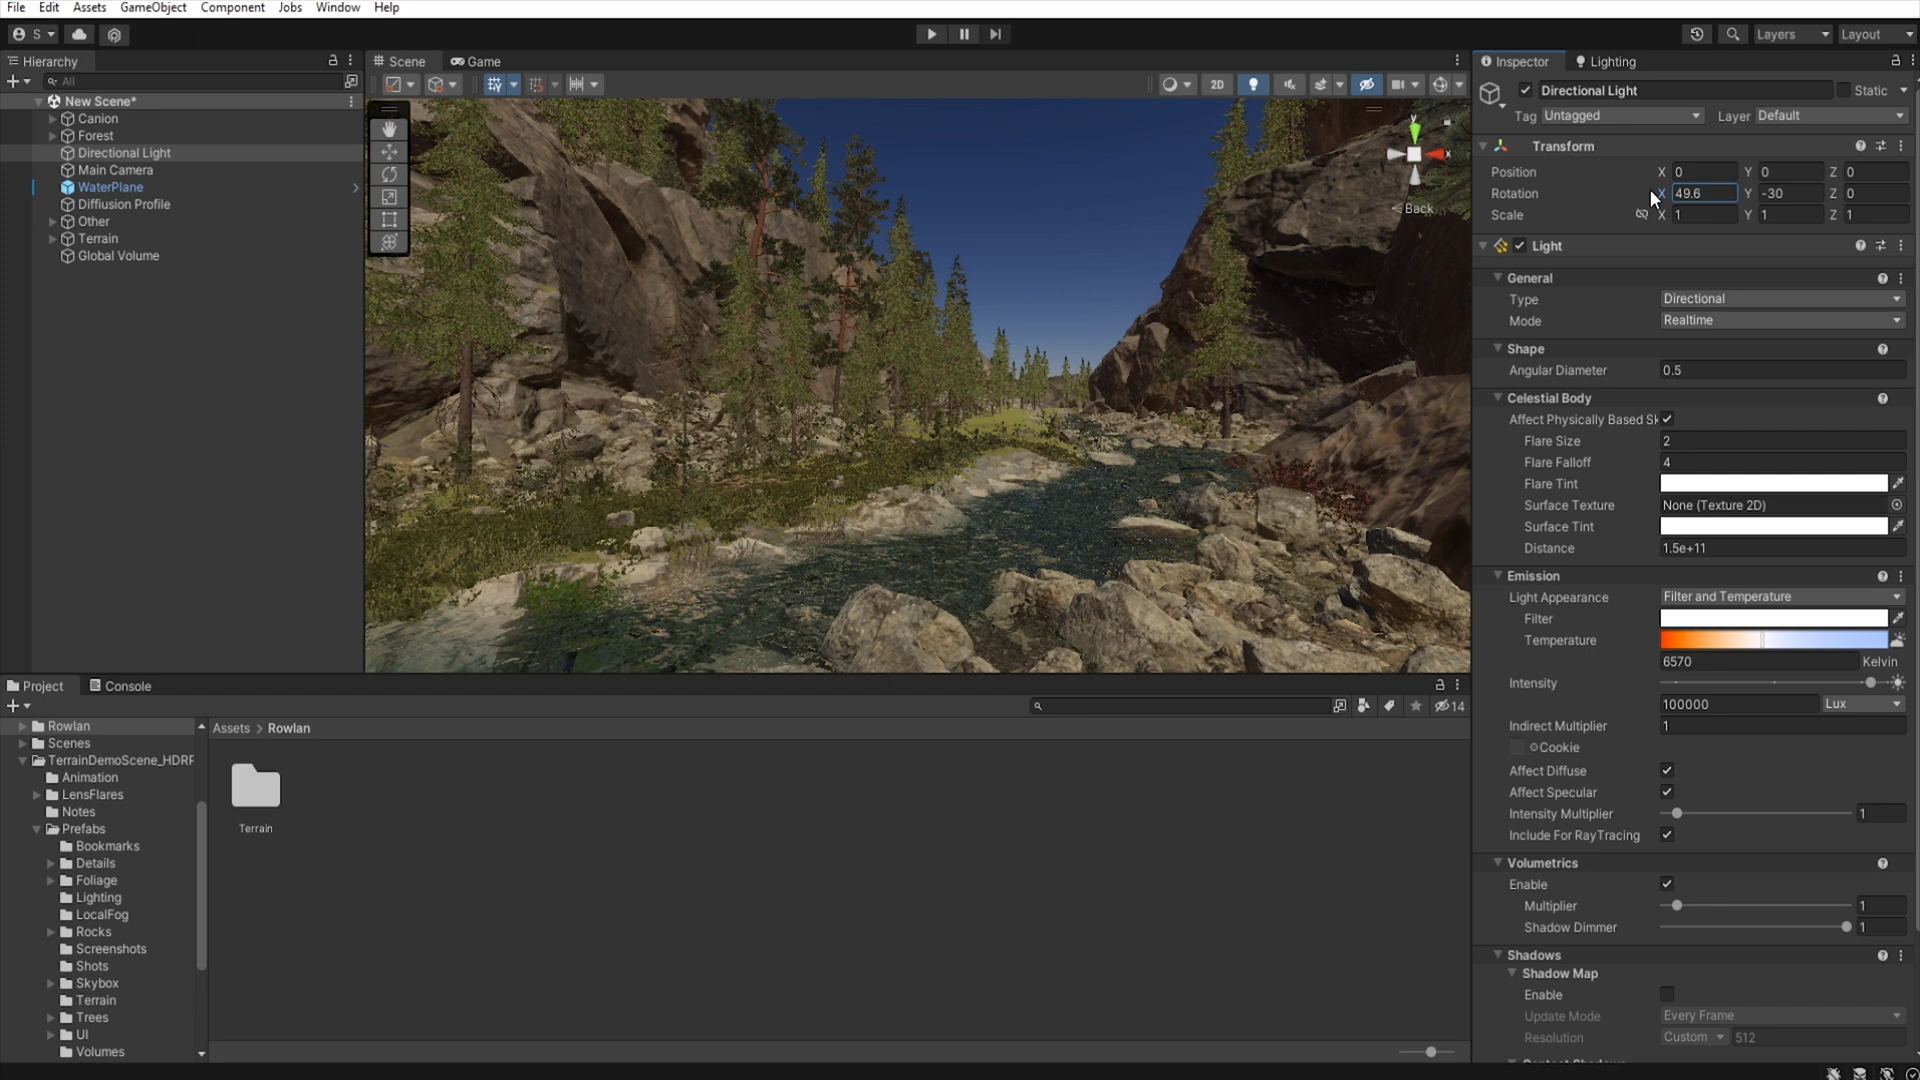 File Edit Assets GameObject Component Jobs Window Help
S
Layers Layout
Hierarchy
All
New Scene*
Canion
Forest
Directional Light
Main Camera
WaterPlane
Diffusion Profile
Other
Terrain
Global Volume
Scene Game
2D
Y
X
Back
Inspector Lighting
Directional Light Static
Tag Untagged Layer Default
Transform
Position X 0 Y 0 Z 0
Rotation X 49.6 Y -30 Z 0
Scale X 1 Y 1 Z 1
Light
General
Type Directional
Mode Realtime
Shape
Angular Diameter 0.5
Celestial Body
Affect Physically Based Sk
Flare Size 2
Flare Falloff 4
Flare Tint
Surface Texture None (Texture 2D)
Surface Tint
Distance 1.5e+11
Emission
Light Appearance Filter and Temperature
Filter
Temperature
6570 Kelvin
Intensity
100000 Lux
Indirect Multiplier 1
Cookie
Affect Diffuse
Affect Specular
Intensity Multiplier 1
Include For RayTracing
Volumetrics
Enable
Multiplier 1
Shadow Dimmer 1
Shadows
Shadow Map
Enable
Update Mode Every Frame
Resolution Custom 512
Project Console
14
Rowlan
Scenes
TerrainDemoScene_HDRP
Animation
LensFlares
Notes
Prefabs
Bookmarks
Details
Foliage
Lighting
LocalFog
Rocks
Screenshots
Shots
Skybox
Terrain
Trees
UI
Volumes
Assets > Rowlan
Terrain